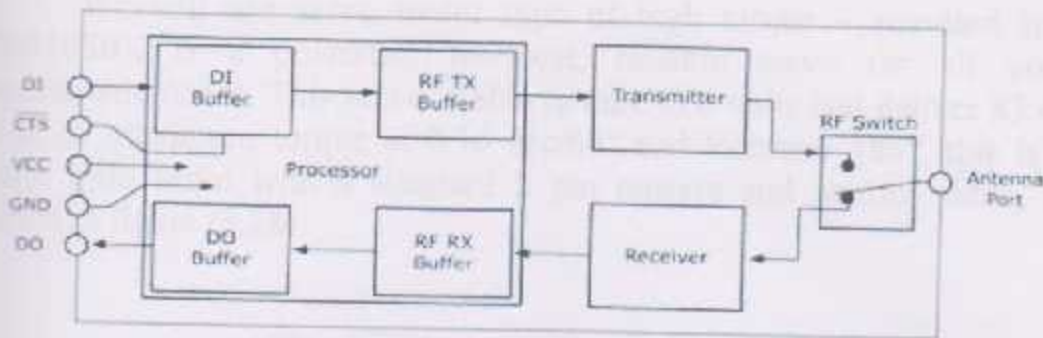 DI
CTS
VCC
GND
DO
DI
Buffer
RF TX
Buffer
Transmitter
RF Switch
Antenna
Port
Processor
DO
Buffer
RF RX
Buffer
Receiver